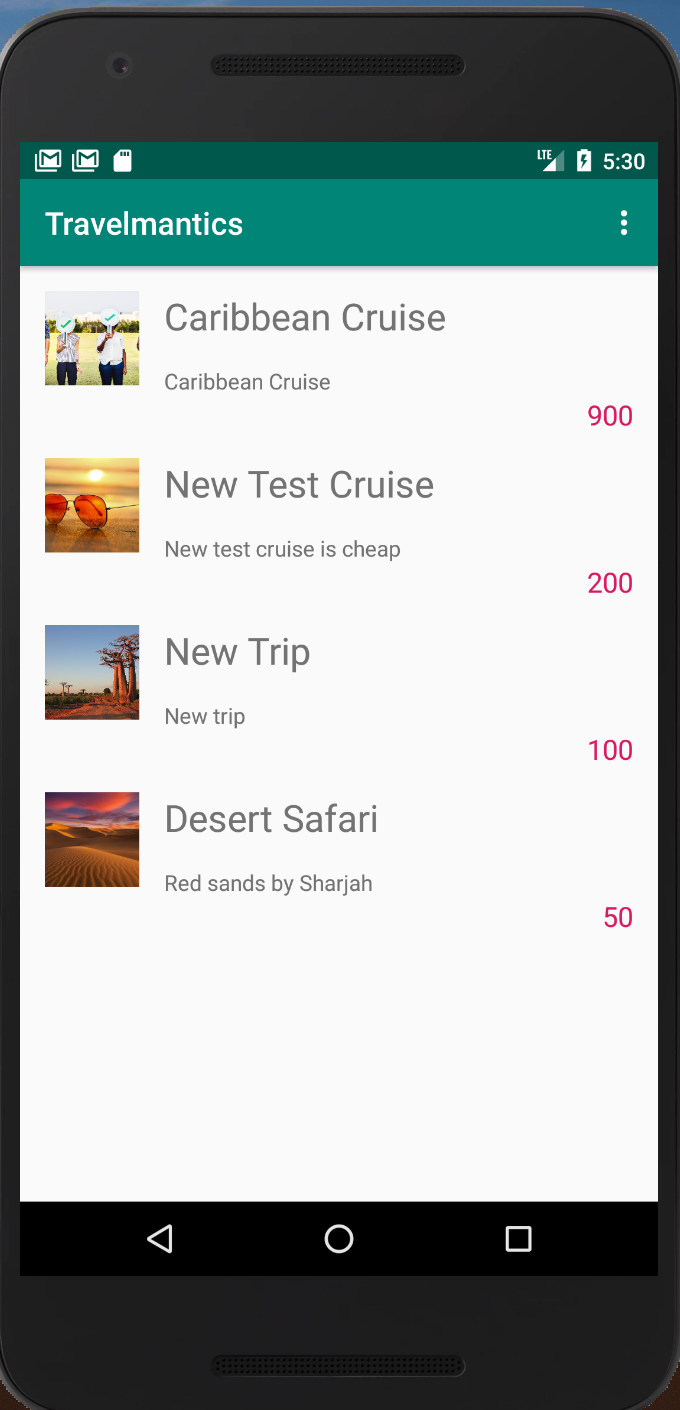 LTE 5:30
Travelmantics
Caribbean Cruise
Caribbean Cruise
900
New Test Cruise
New test cruise is cheap
200
New Trip
New trip
100
Desert Safari
Red sands by Sharjah
50